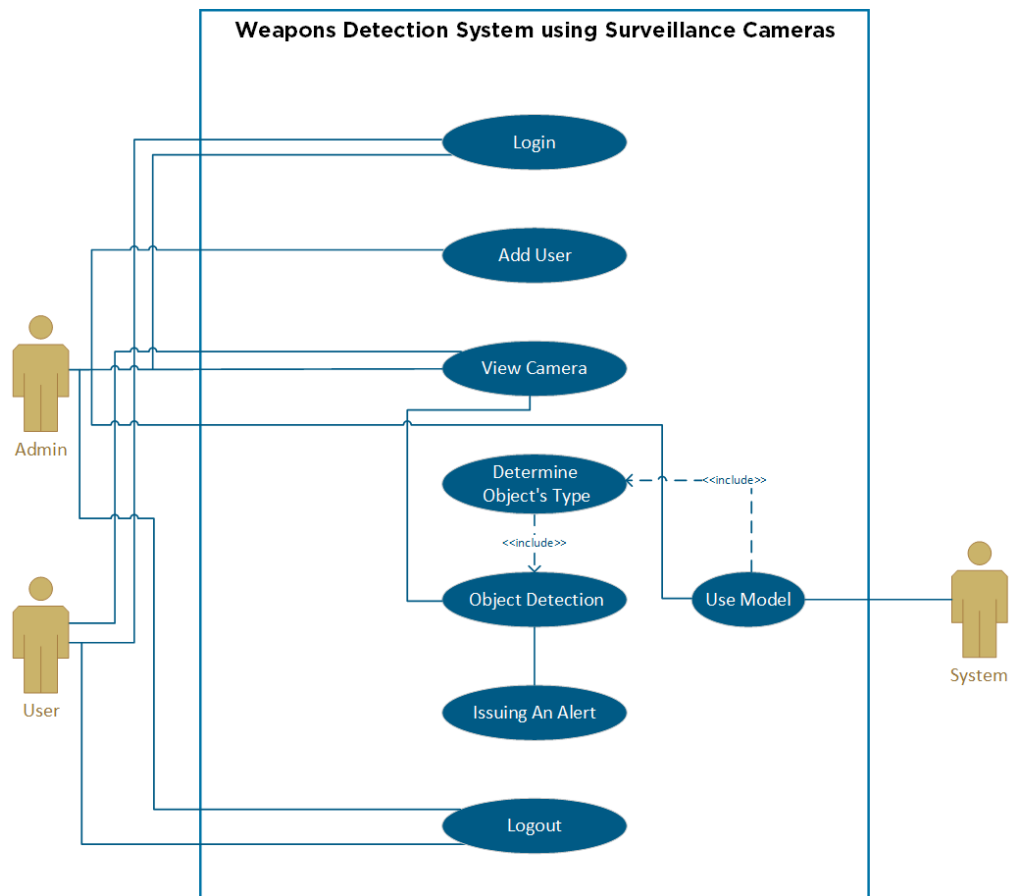 Weapons Detection System using Surveillance Cameras
Login
Add User
View Camera
Admin
Determine
Object's Type
<<include>>
<<include>>
Object Detection
Use Model
System
User
Issuing An Alert
Logout